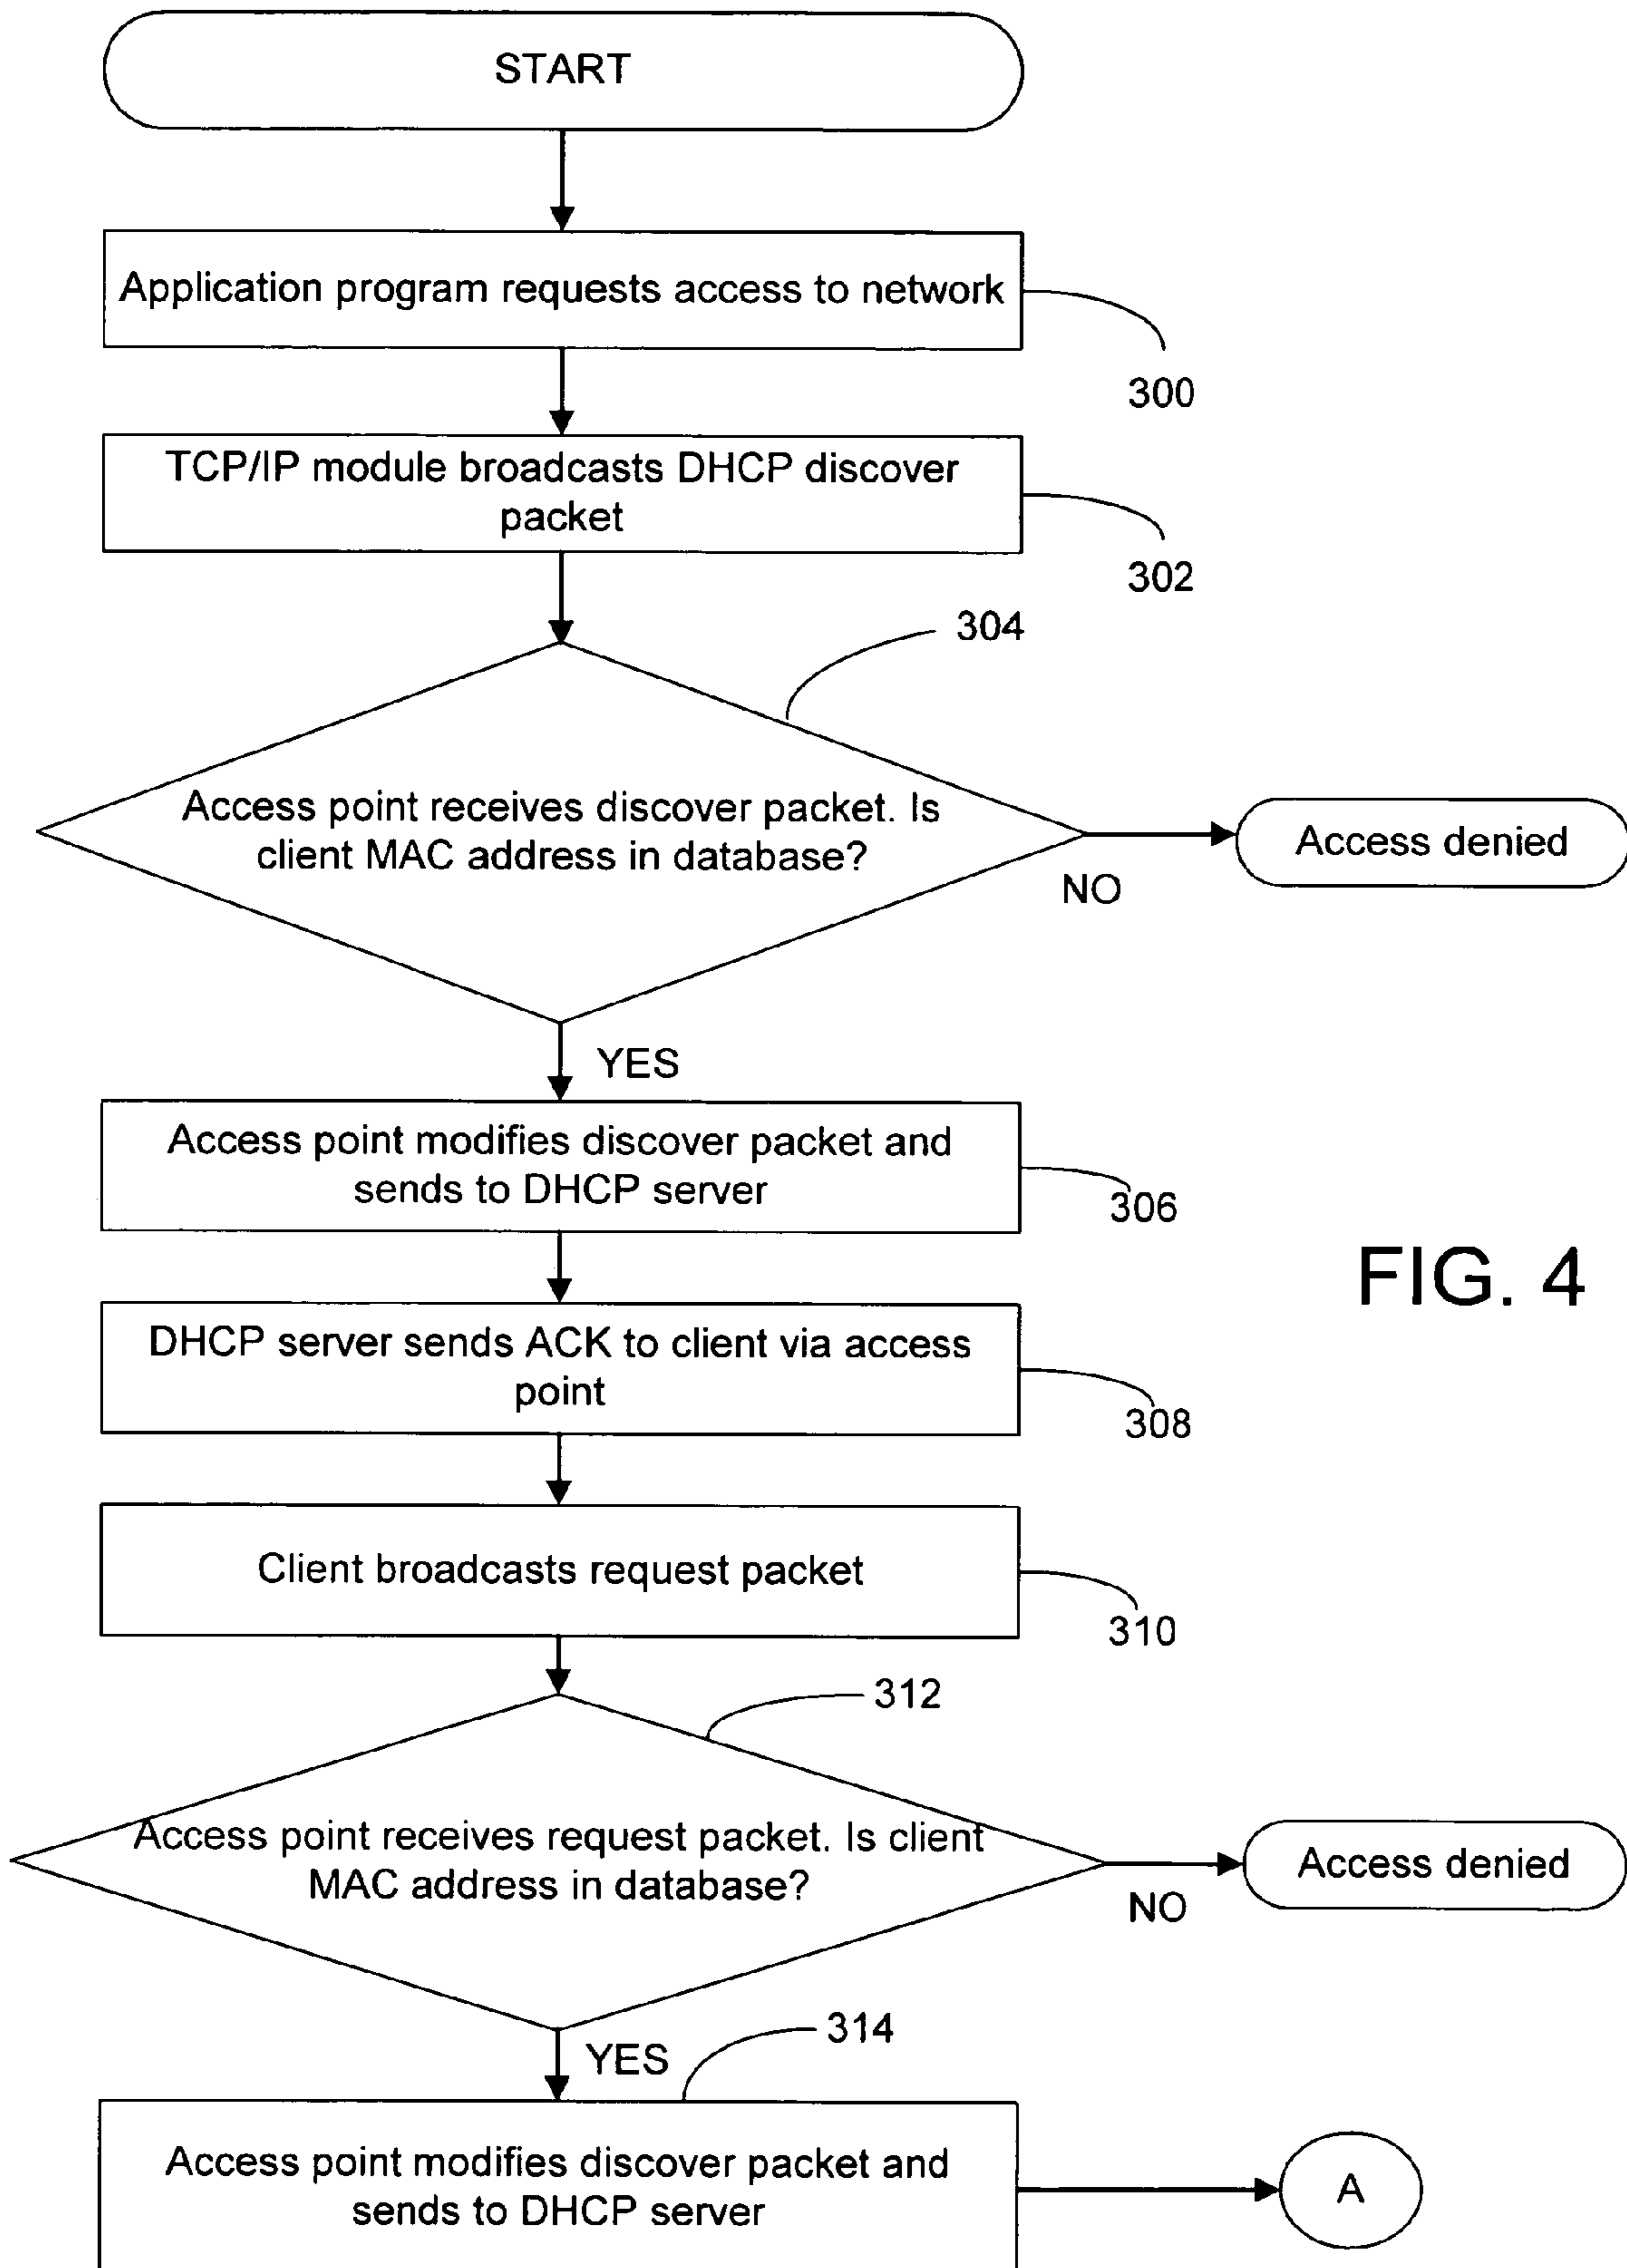 START
Application program requests access to network
300
TCP/IP module broadcasts DHCP discover
packet
302
304
Access point receives discover packet. Is
client MAC address in database?
NO
Access denied
YES
Access point modifies discover packet and
sends to DHCP server
306
FIG. 4
DHCP server sends ACK to client via access
point
308
Client broadcasts request packet
310
312
Access point receives request packet. Is client
MAC address in database?
NO
Access denied
YES
314
Access point modifies discover packet and
sends to DHCP server
A